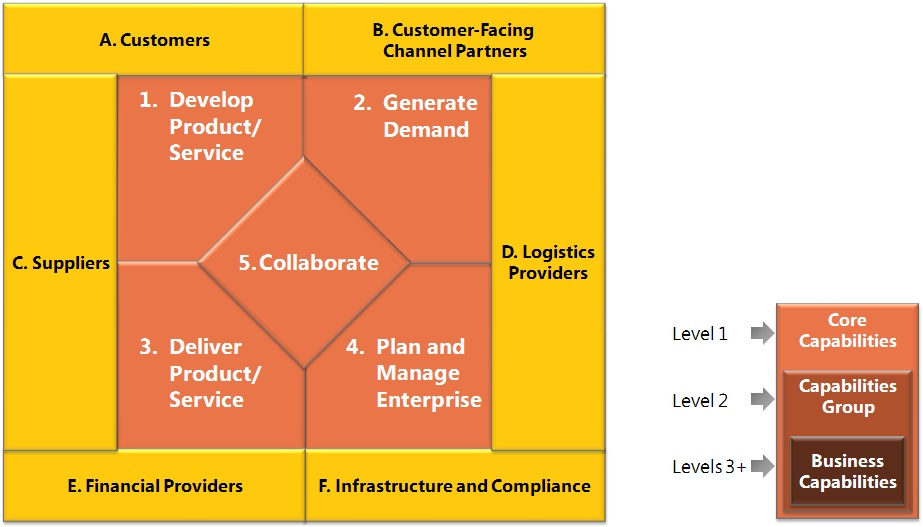 A. Customers
B. Customer-Facing
Channel Partners
1. Develop
Product/
Service
2. Generate
Demand
C. Suppliers
5.Collaborate
D. Logistics
Providers
3. Deliver
Product/
Service
4. Plan and
Manage
Enterprise
E. Financial Providers
F. Infrastructure and Compliance
Level 1
Core
Capabilities
Level 2
Capabilities
Group
Levels 3+
Business
Capabilities